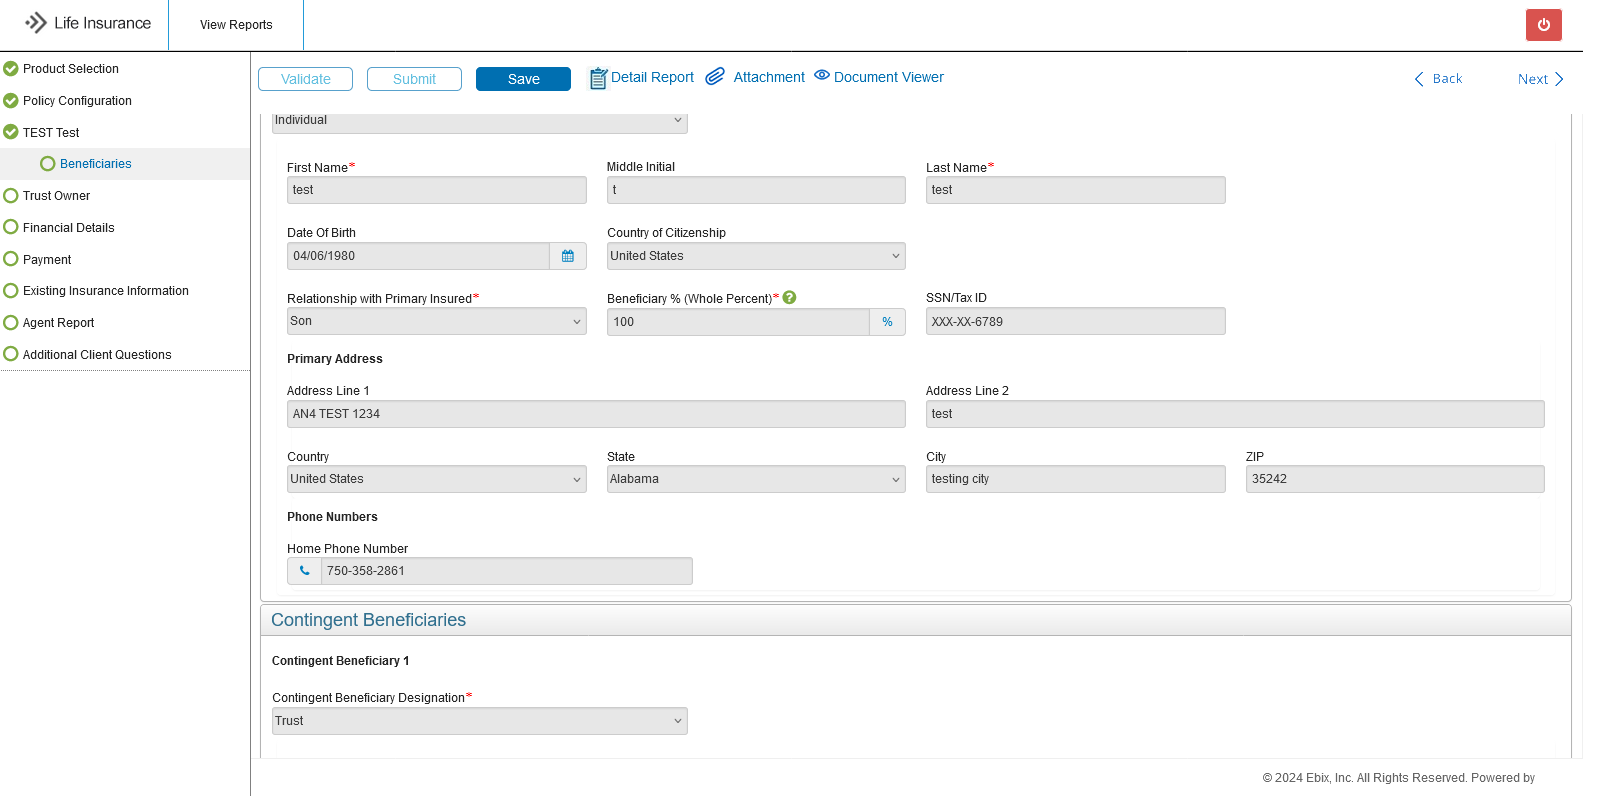 Life Insurance
View Reports
Product Selection
Policy Configuration
TEST Test
Beneficiaries
Trust Owner
Financial Details
Payment
Existing Insurance Information
Agent Report
Additional Client Questions
Validate Submit Save Detail Report Attachment Document Viewer Back Next
Individual
First Name* Middle Initial Last Name*
test t test
Date Of Birth Country of Citizenship
04/06/1980 United States
Relationship with Primary Insured* Beneficiary % (Whole Percent)* ? SSN/Tax ID
Son 100 % XXX-XX-6789
Primary Address
Address Line 1 Address Line 2
AN4 TEST 1234 test
Country State City ZIP
United States Alabama testing city 35242
Phone Numbers
Home Phone Number
750-358-2861
Contingent Beneficiaries
Contingent Beneficiary 1
Contingent Beneficiary Designation*
Trust
© 2024 Ebix, Inc. All Rights Reserved. Powered by